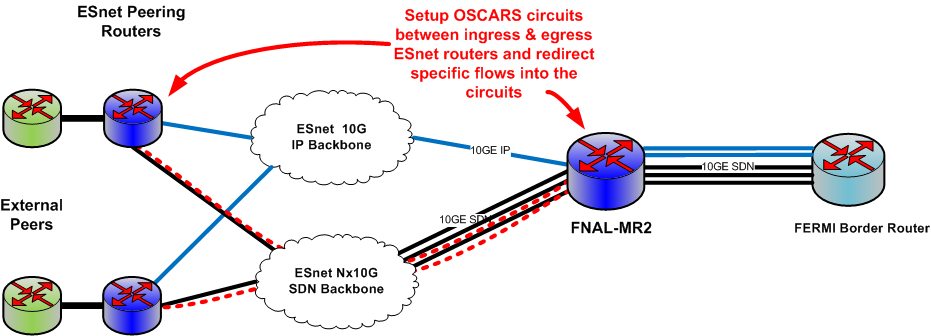 ESnet Peering
Routers
Setup OSCARS circuits
between ingress & egress
ESnet routers and redirect
specific flows into the
circuits
ESnet  10G
IP Backbone
10GE IP
10GE SDN
FNAL-MR2
FERMI Border Router
External
Peers
10GE SDN
ESnet Nx10G
SDN Backbone